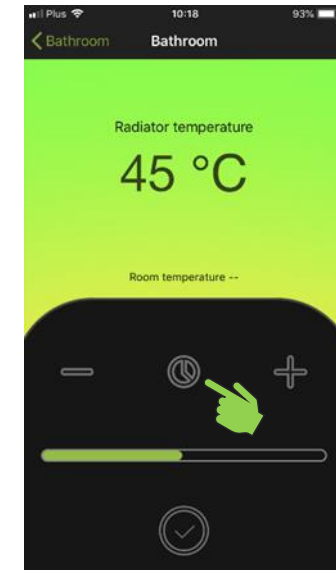 Plus 10:18 93%
Bathroom Bathroom
Radiator temperature
45 °C
Room temperature --